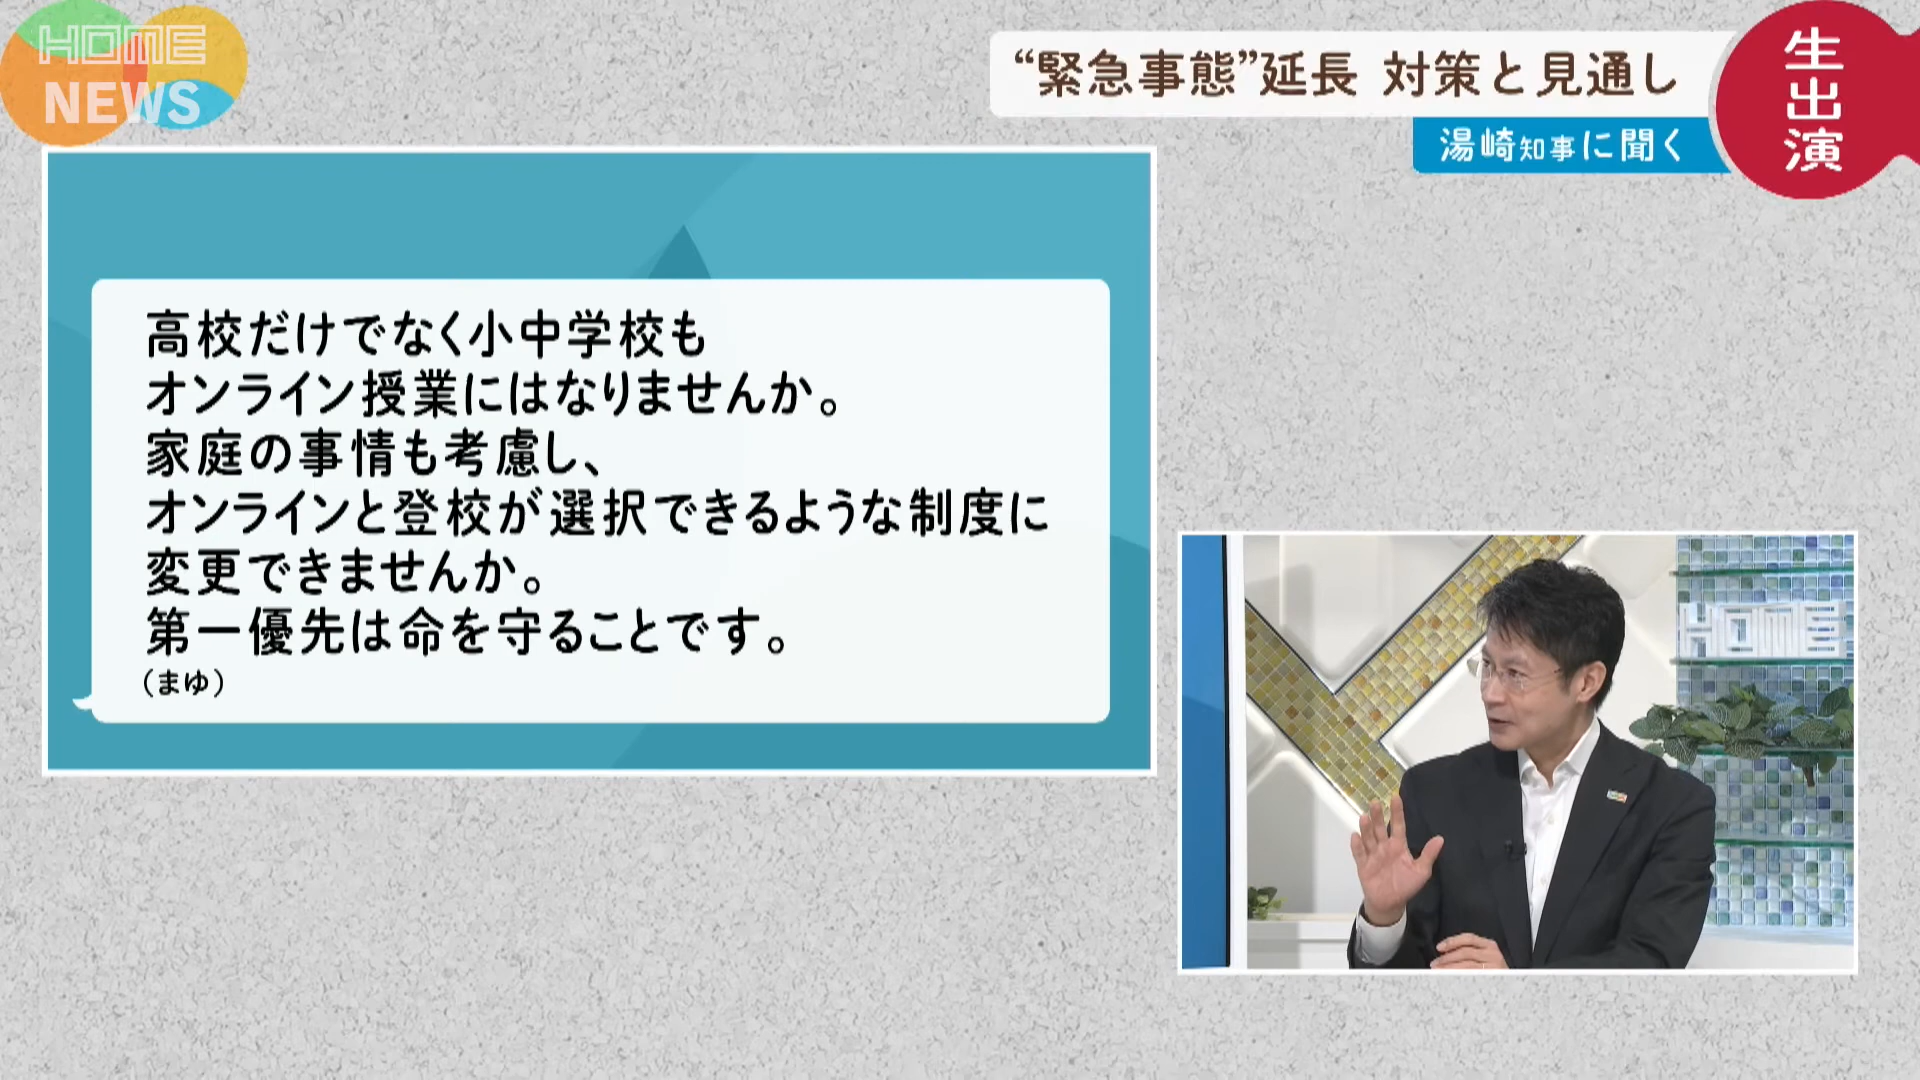 HOME
NEWS
“緊急事態”延長 対策と見通し
湯崎知事に聞く
生出演
高校だけでなく小中学校も
オンライン授業にはなりませんか。
家庭の事情も考慮し、
オンラインと登校が選択できるような制度に
変更できませんか。
第一優先は命を守ることです。
（まゆ）
HOME